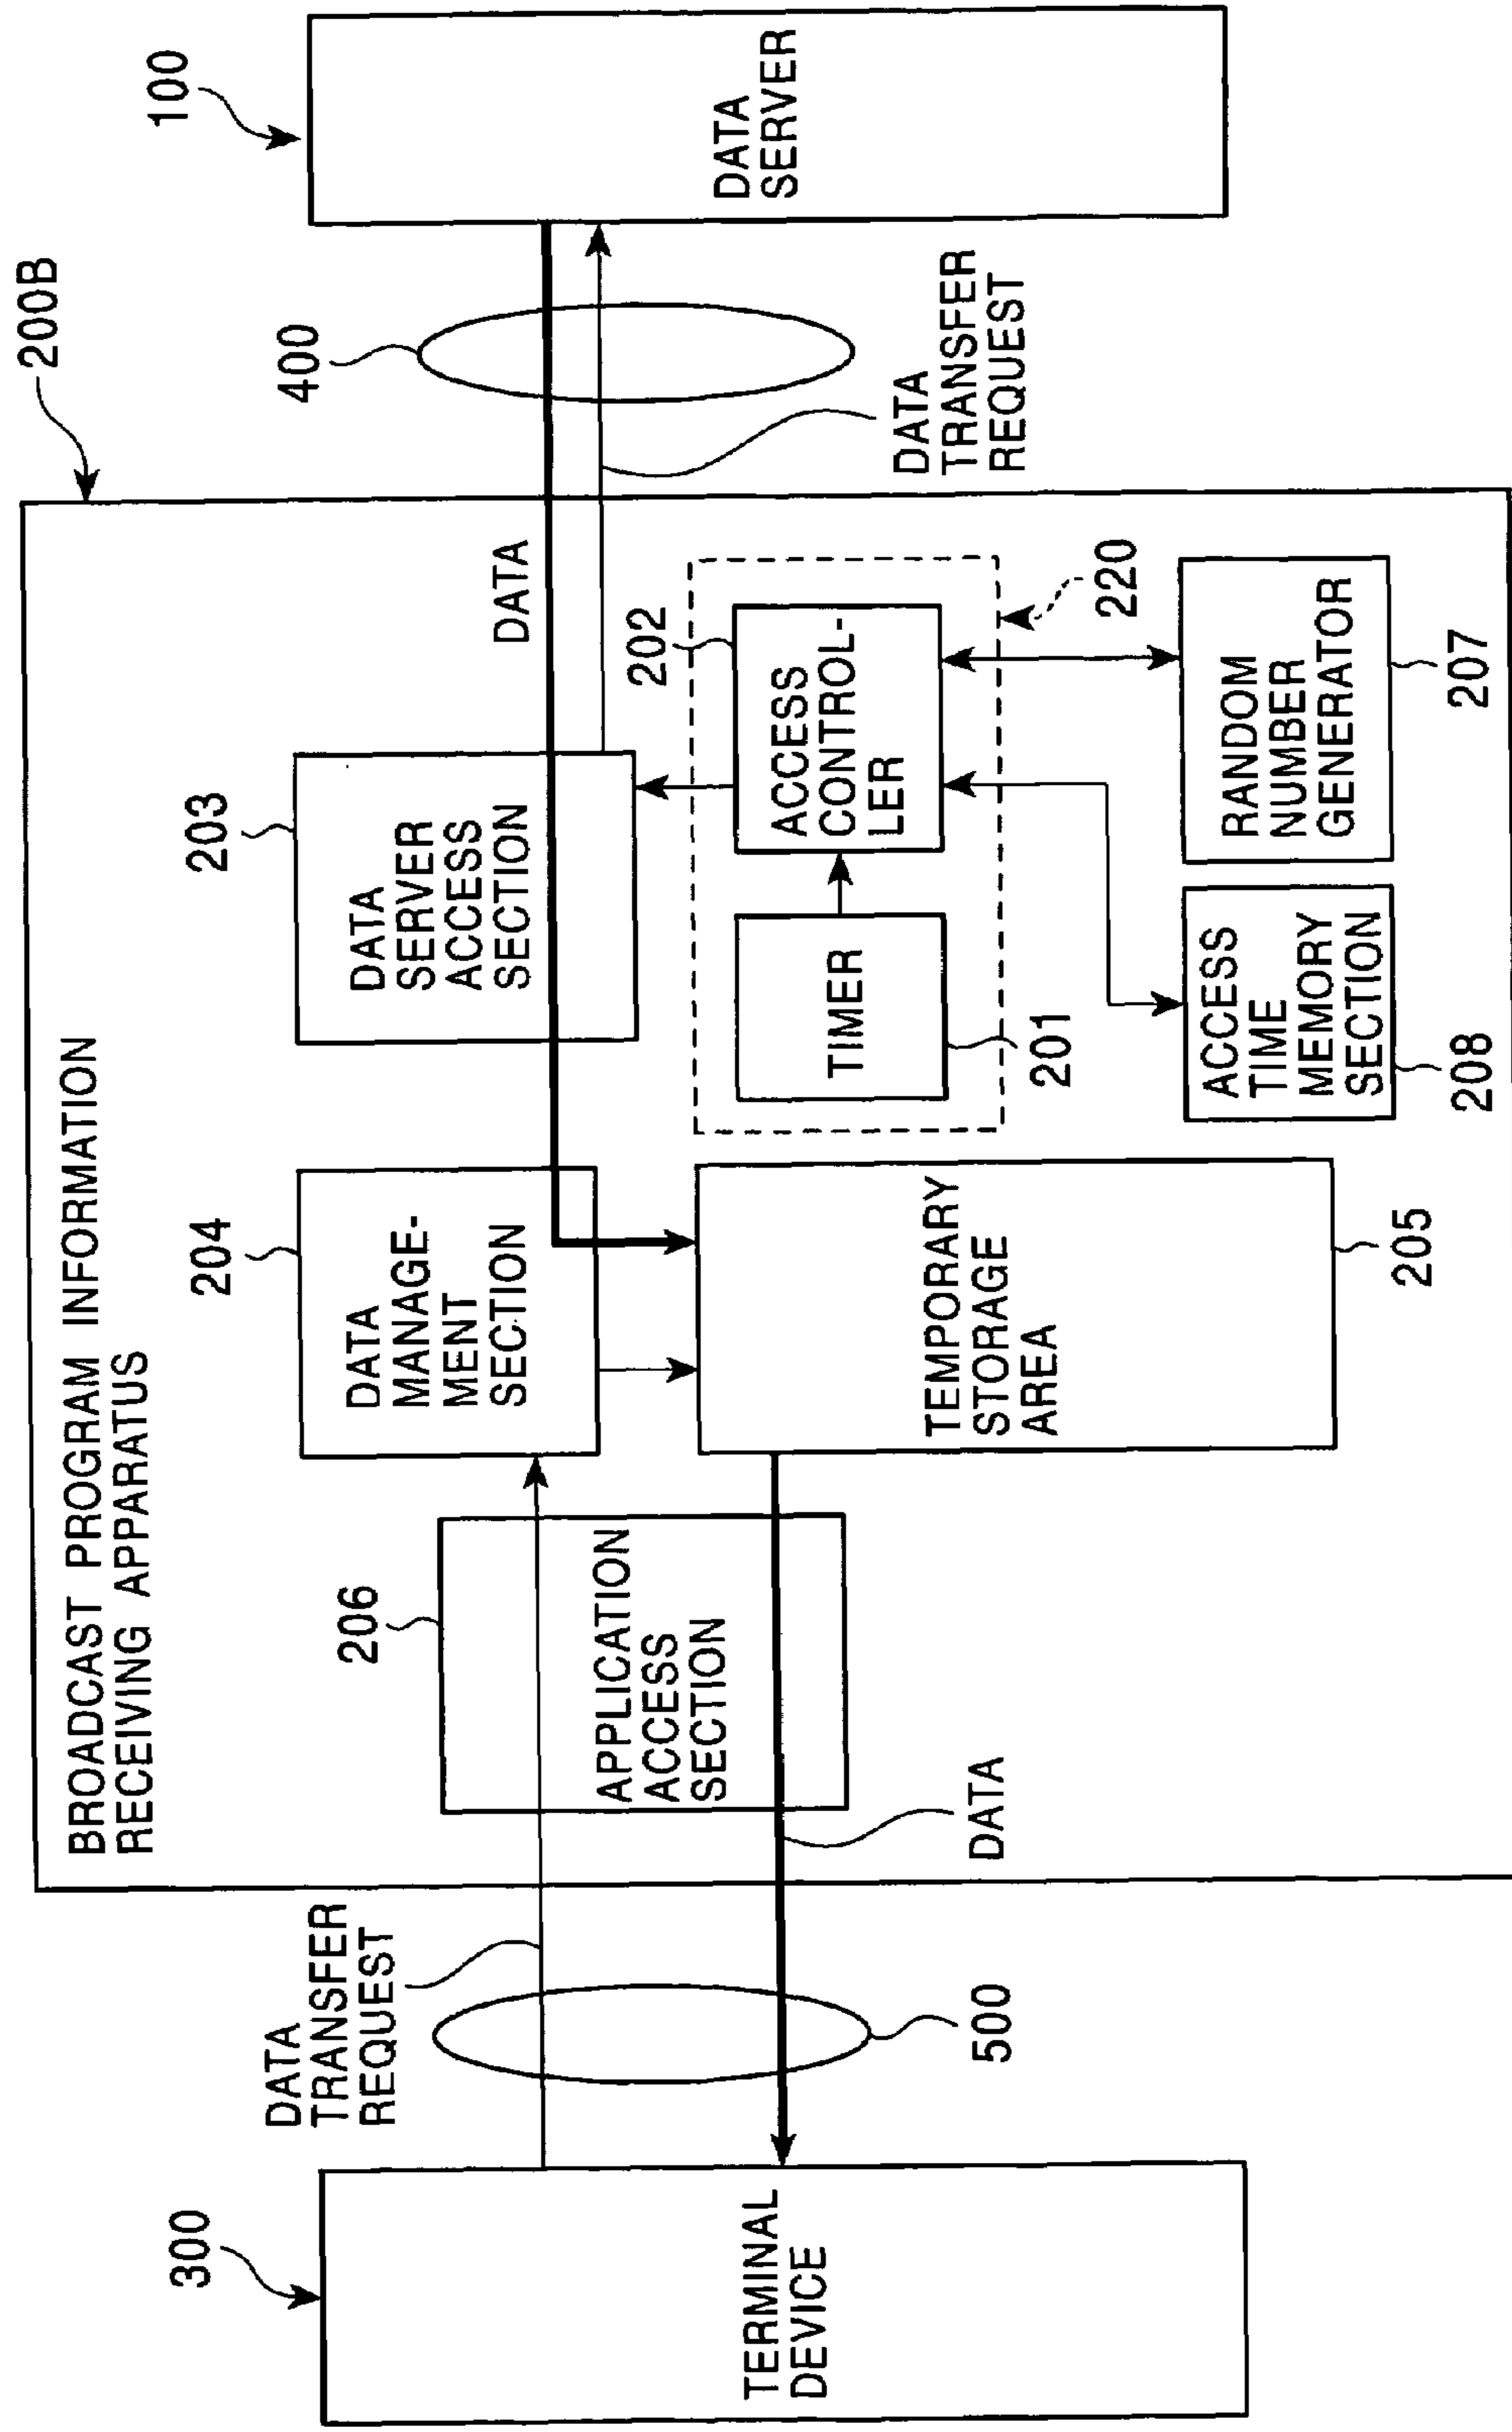 BROADCAST PROGRAM INFORMATION
RECEIVING APPARATUS
200B
100
DATA
SERVER
400
DATA
TRANSFER
REQUEST
DATA
203
DATA
SERVER
ACCESS
SECTION
204
DATA
MANAGE-
MENT
SECTION
206
APPLICATION
ACCESS
SECTION
300
TERMINAL
DEVICE
DATA
TRANSFER
REQUEST
500
DATA
TEMPORARY
STORAGE
AREA
205
TIMER
201
202
ACCESS
CONTROL-
LER
220
ACCESS
TIME
MEMORY
SECTION
208
RANDOM
NUMBER
GENERATOR
207